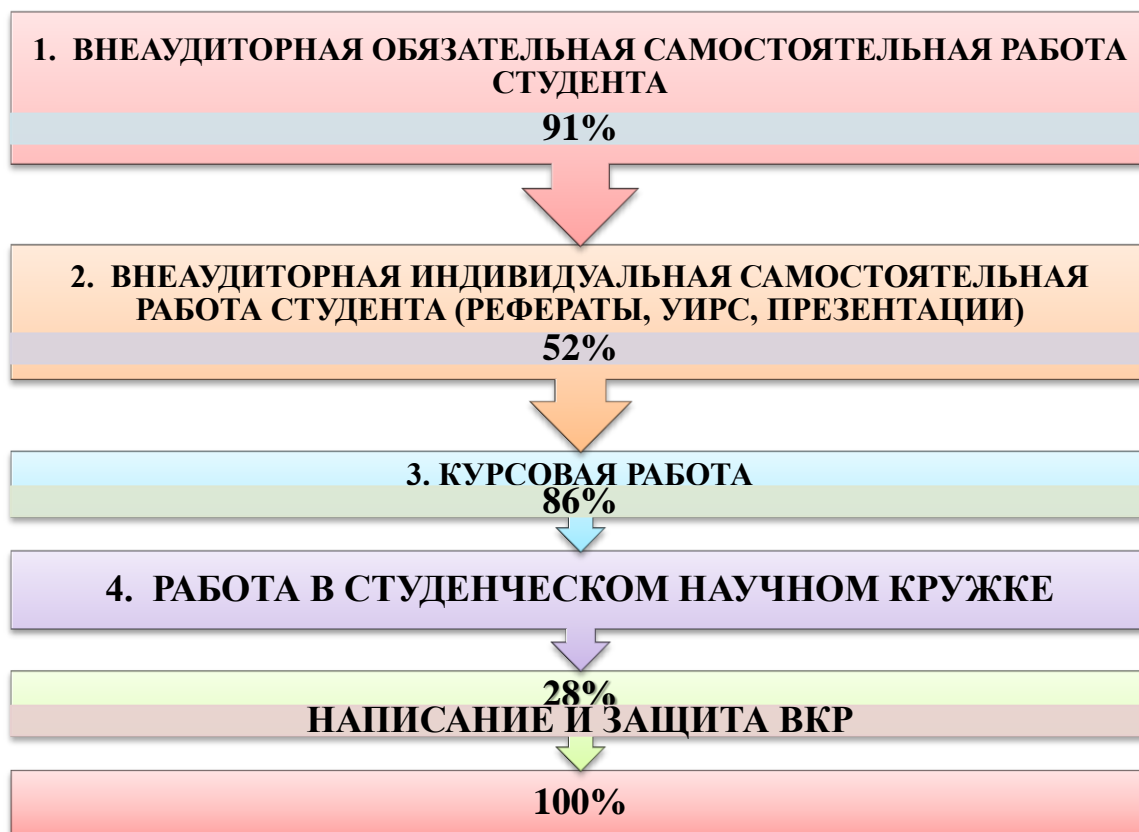 1. ВНЕАУДИТОРНАЯ ОБЯЗАТЕЛЬНАЯ САМОСТОЯТЕЛЬНАЯ РАБОТА
СТУДЕНТА
91%
2. ВНЕАУДИТОРНАЯ ИНДИВИДУАЛЬНАЯ САМОСТОЯТЕЛЬНАЯ
РАБОТА СТУДЕНТА (РЕФЕРАТЫ, УИРС, ПРЕЗЕНТАЦИИ)
52%
3. КУРСОВАЯ РАБОТА
86%
4. РАБОТА В СТУДЕНЧЕСКОМ НАУЧНОМ КРУЖКЕ
28%
НАПИСАНИЕ И ЗАЩИТА ВКР
100%